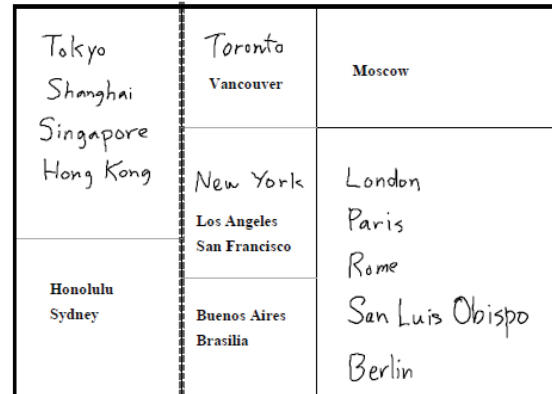 Tokyo
Shanghai
Singapore
Hong Kong
Honolulu
Sydney
Toronto
Vancouver
New York
Los Angeles
San Francisco
Buenos Aires
Brasilia
Moscow
London
Paris
Rome
San Luis Obispo
Berlin